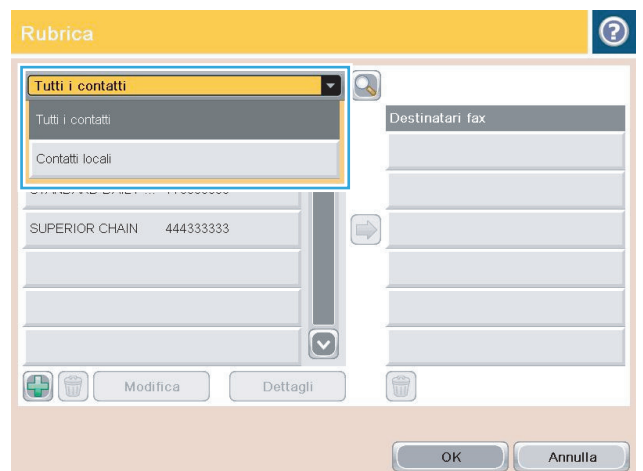 Rubrica
Tutti i contatti
Tutti i contatti
Destinatari fax
Contatti locali
SUPERIOR CHAIN 444333333
Modifica
Dettagli
OK
Annulla